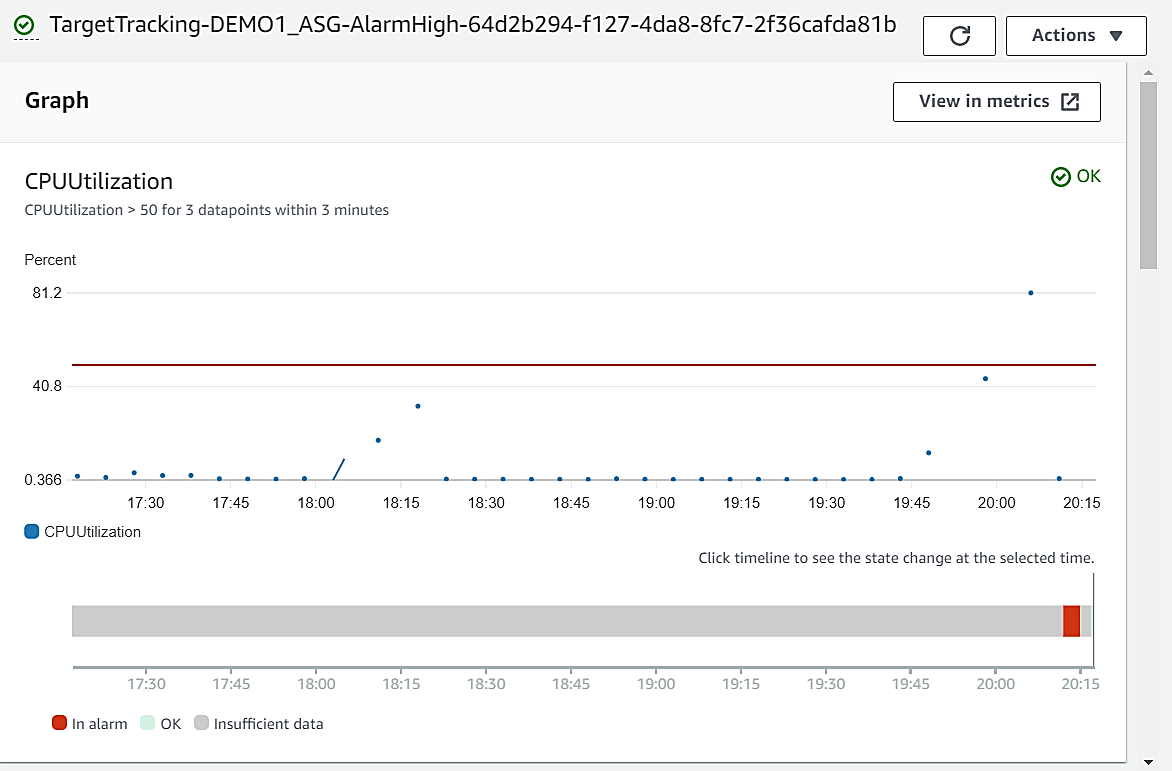 TargetTracking-DEMO1_ASG-AlarmHigh-64d2b294-f127-4da8-8fc7-2f36cafda81b
Actions
Graph
View in metrics
CPUUtilization
OK
CPUUtilization > 50 for 3 datapoints within 3 minutes
Percent
81.2
40.8
0.366
17:30 17:45 18:00 18:15 18:30 18:45 19:00 19:15 19:30 19:45 20:00 20:15
CPUUtilization
Click timeline to see the state change at the selected time.
17:30 17:45 18:00 18:15 18:30 18:45 19:00 19:15 19:30 19:45 20:00 20:15
In alarm OK Insufficient data